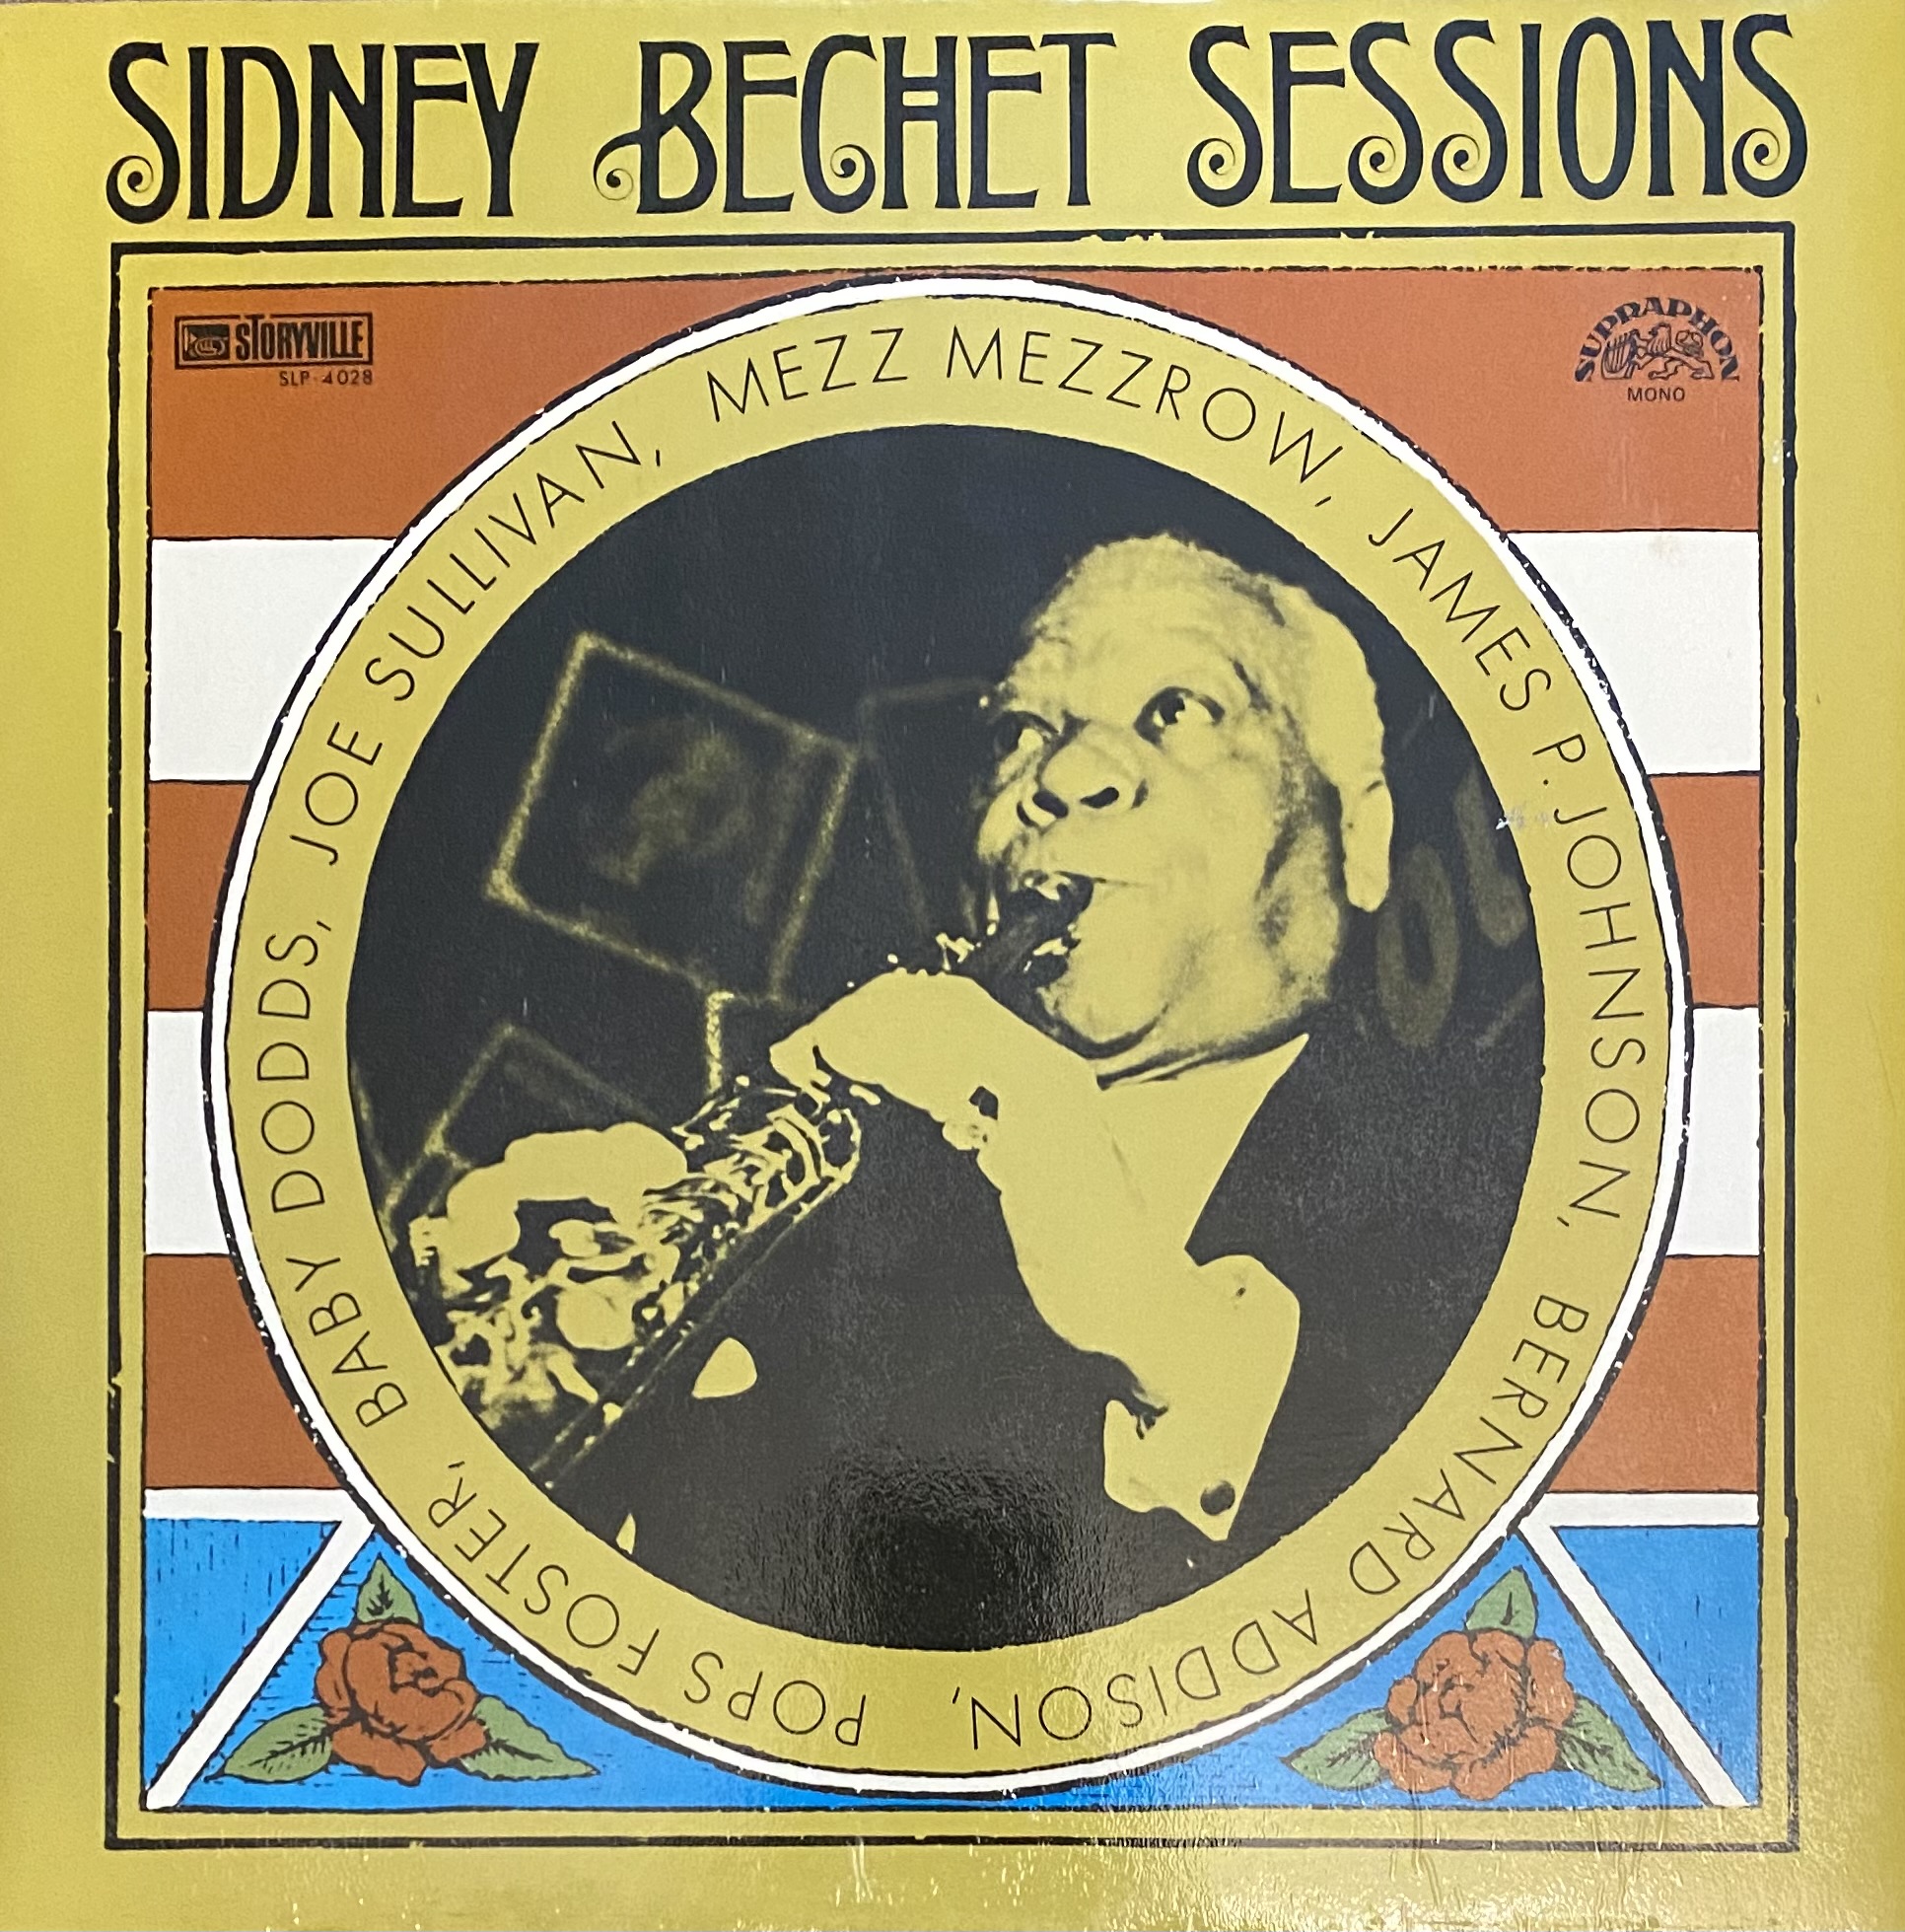 SIDNEY BECHET SESSIONS
STORYVILLE
SLP-4028
SUPRAPHON
MONO
MEZZ MEZZROW, JAMES P. JOHNSON, BERNARD ADDISON, POPS FOSTER, BABY DODDS, JOE SULLIVAN,